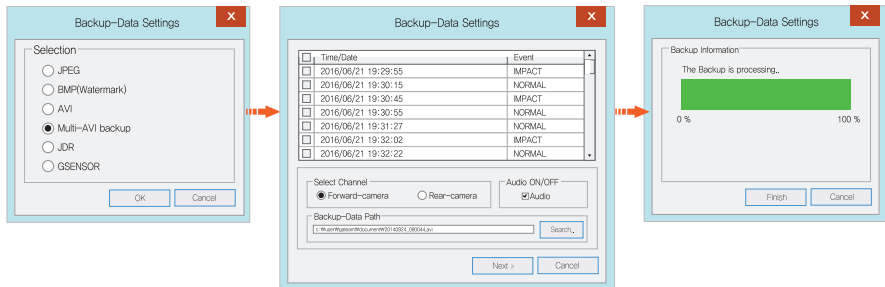 Backup-Data Settings
X
Selection
JPEG
BMP(Watermark)
AVI
Multi-AVI backup
JDR
GSENSOR
OK
Cancel
Backup-Data Settings
X
Time/Date Event
2016/06/21 19:29:55 IMPACT
2016/06/21 19:30:15 NORMAL
2016/06/21 19:30:45 IMPACT
2016/06/21 19:30:55 NORMAL
2016/06/21 19:31:27 NORMAL
2016/06/21 19:32:02 IMPACT
2016/06/21 19:32:22 NORMAL
Select Channel
Forward-camera
Rear-camera
Audio ON/OFF
Audio
Backup-Data Path
Search..
Next >
Cancel
Backup-Data Settings
X
Backup Information
The Backup is processing..
0 %
100 %
Finish
Cancel